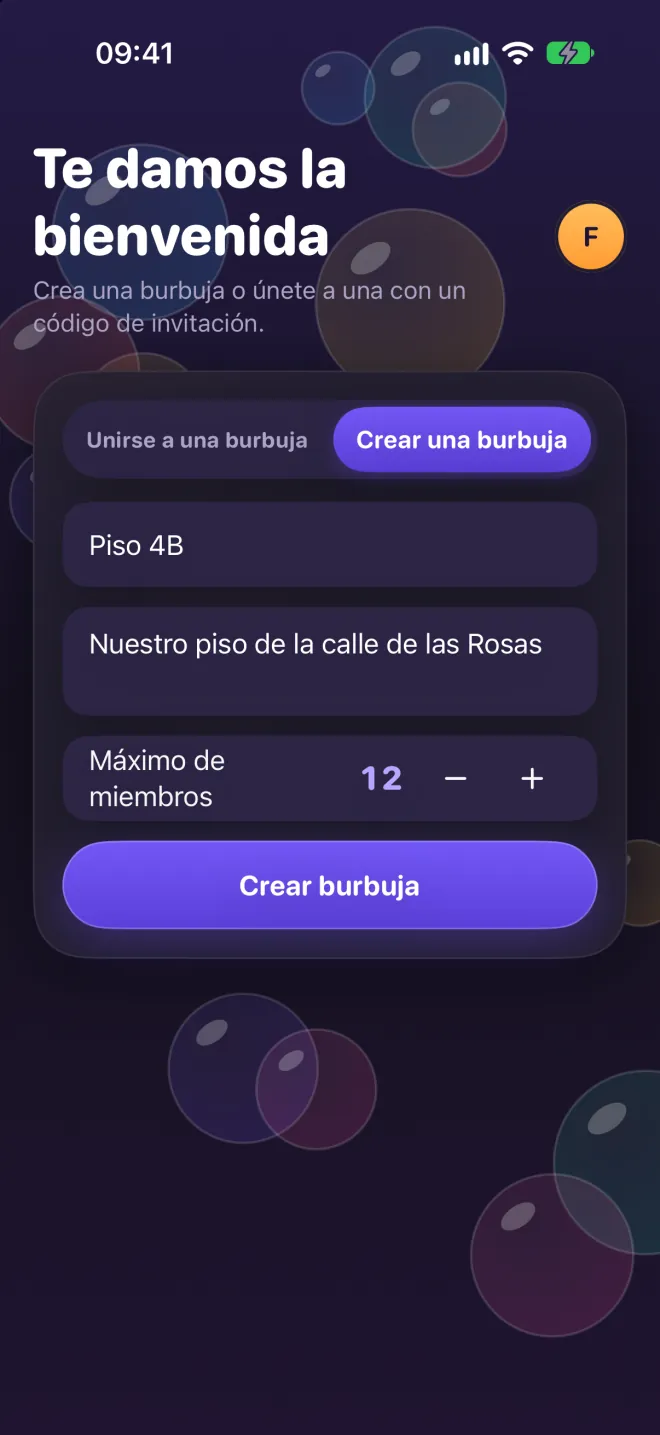 09:41
Te damos la
bienvenida
F
Crea una burbuja o únete a una con un
código de invitación.
Unirse a una burbuja
Crear una burbuja
Piso 4B
Nuestro piso de la calle de las Rosas
Máximo de
miembros
12 − +
Crear burbuja